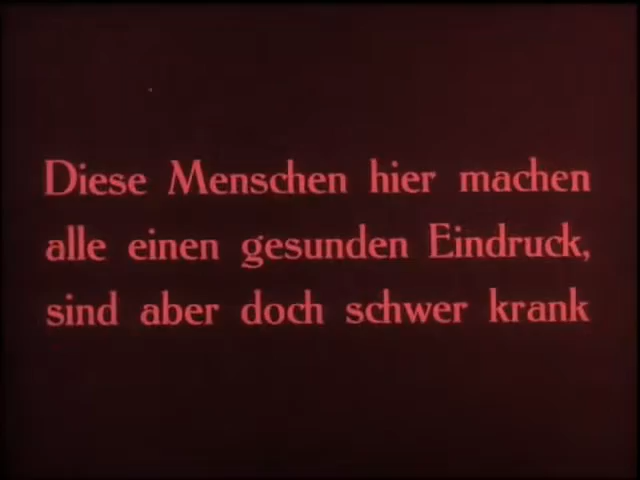 Diese Menschen hier machen
alle einen gesunden Eindruck,
sind aber doch schwer krank